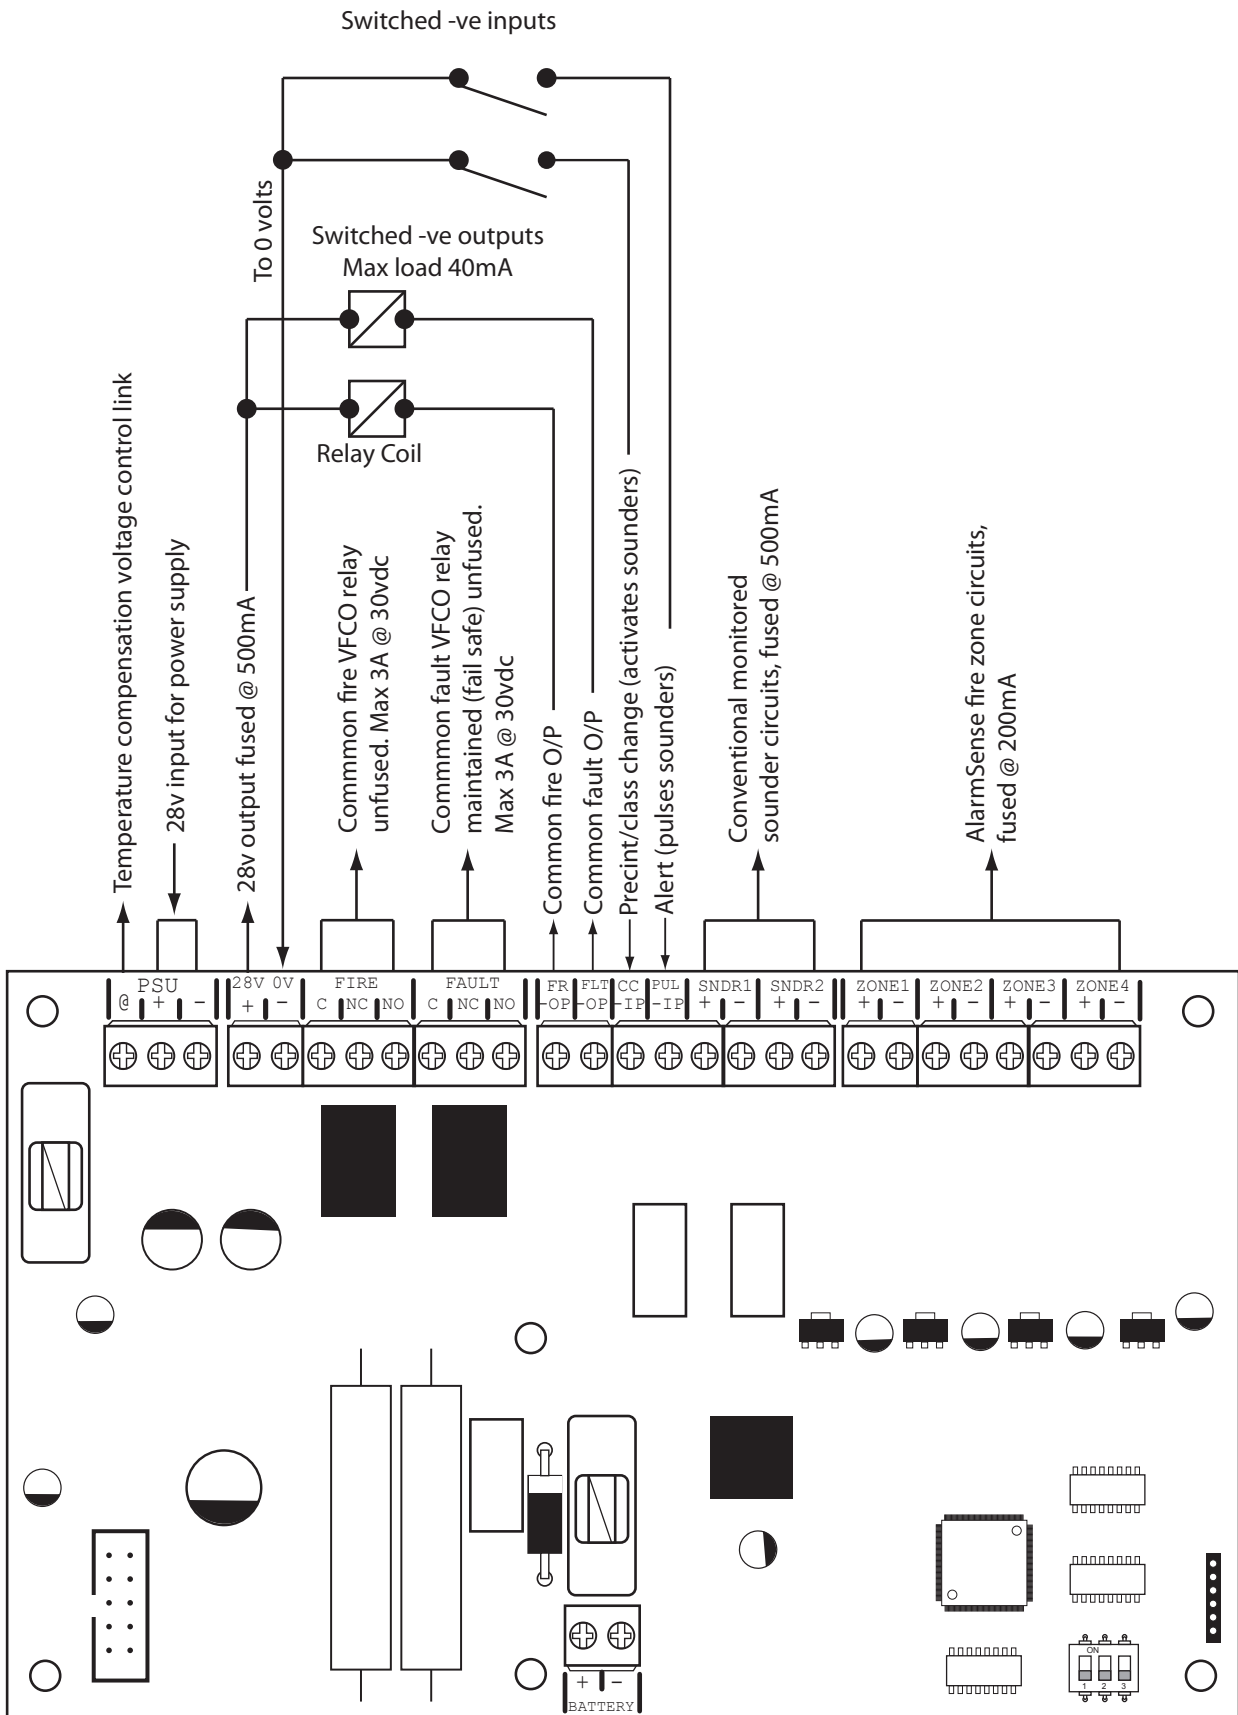 Switched -ve inputs
To 0 volts
Switched -ve outputs
Max load 40mA
Relay Coil
Temperature compensation voltage control link
28v input for power supply
28v output fused @ 500mA
Common fire VFCO relay
unfused. Max 3A @ 30vdc
Commmon fault VFCO relay
maintained (fail safe) unfused.
Max 3A @ 30vdc
Common fire O/P
Common fault O/P
Precint/class change (activates sounders)
Alert (pulses sounders)
Conventional monitored
sounder circuits, fused @ 500mA
AlarmSense fire zone circuits,
fused @ 200mA
PSU 28V 0V FIRE FAULT FR FLT CC PUL SNDR1 SNDR2 ZONE1 ZONE2 ZONE3 ZONE4
@ + - + - C NC NO C NC NO -OP -OP -IP -IP + - + - + - + - + - + -
ON
1 2 3
+ -
BATTERY